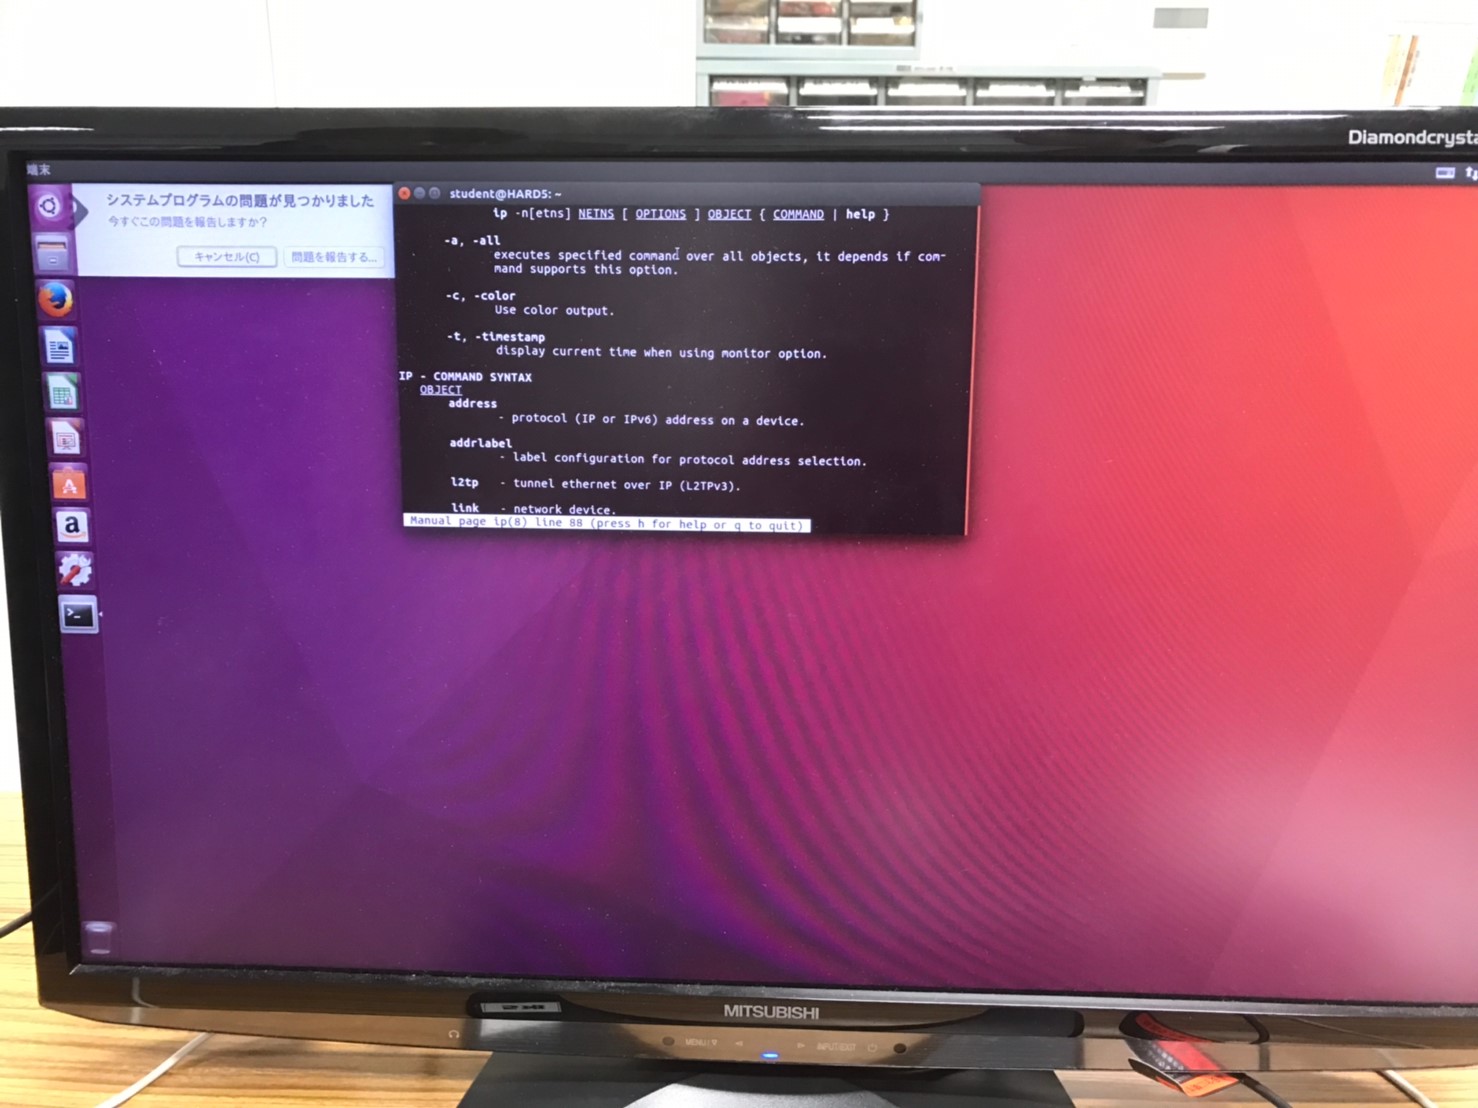 Diamondcrysta
端末
システムプログラムの問題が見つかりました
今すぐこの問題を報告しますか？
キャンセル(C)
問題を報告する...
student@HARD5: ~
ip -n[etns] NETNS [ OPTIONS ] OBJECT { COMMAND | help }
-a, -all
executes specified command over all objects, it depends if com-
mand supports this option.
-c, -color
Use color output.
-t, -timestamp
display current time when using monitor option.
IP - COMMAND SYNTAX
OBJECT
address
- protocol (IP or IPv6) address on a device.
addrlabel
- label configuration for protocol address selection.
l2tp - tunnel ethernet over IP (L2TPv3).
link - network device.
Manual page ip(8) line 88 (press h for help or q to quit)
MITSUBISHI
MENU
INPUT/EXIT